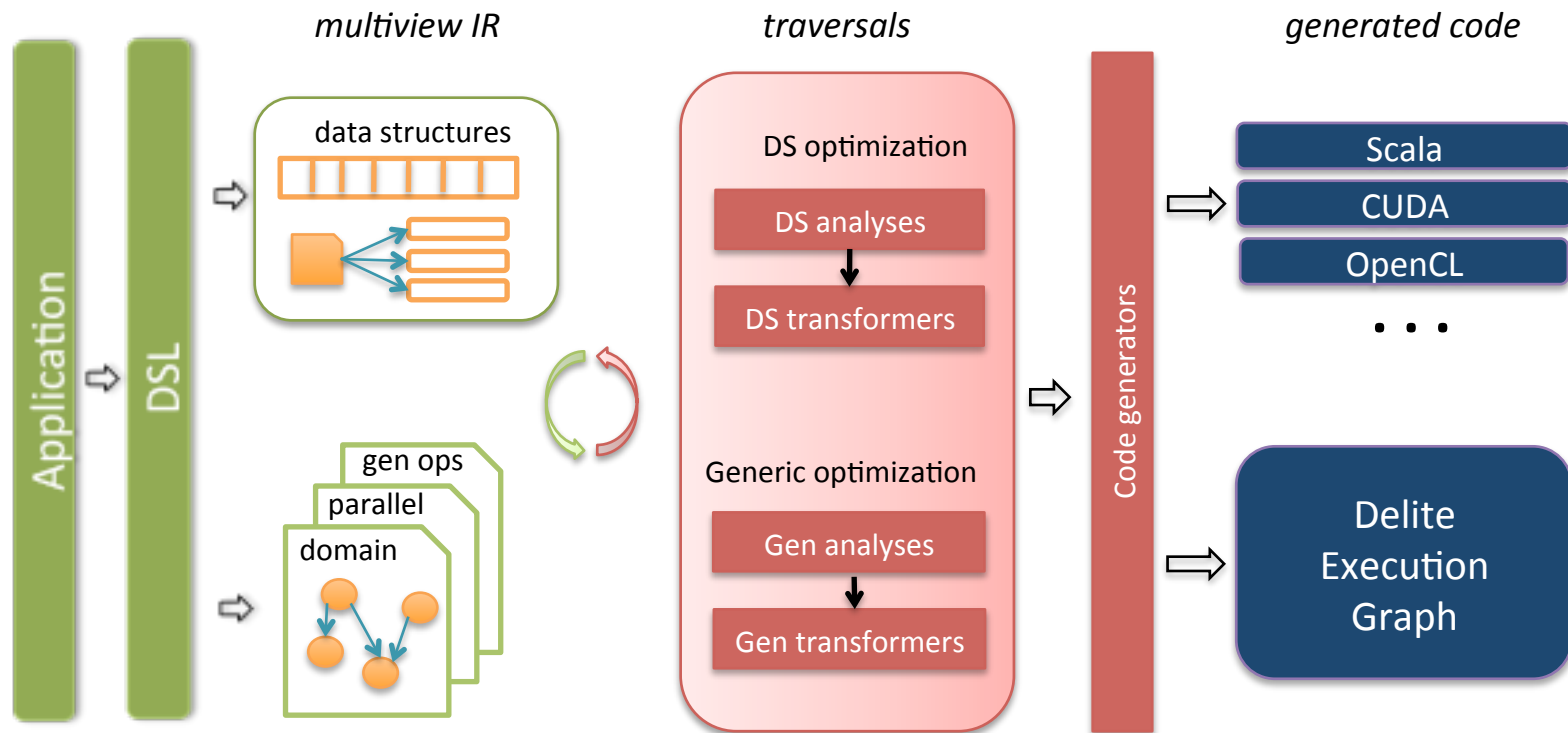 multiview IR
traversals
generated code
Application
DSL
data structures
gen ops
parallel
domain
DS optimization
DS analyses
DS transformers
Generic optimization
Gen analyses
Gen transformers
Code generators
Scala
CUDA
OpenCL
. . .
Delite
Execution
Graph